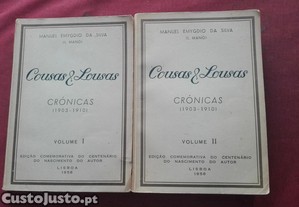 MANUEL EMYGDIO DA SILVA
Cousas & Lousas
CRÓNICAS
(1903-1910)
VOLUME I
EDIÇÃO COMEMORATIVA DO CENTENÁRIO
DO NASCIMENTO DO AUTOR
LISBOA
1958
MANUEL EMYGDIO DA SILVA
Cousas & Lousas
CRÓNICAS
(1903-1910)
VOLUME II
EDIÇÃO COMEMORATIVA DO CENTENÁRIO
DO NASCIMENTO DO AUTOR
LISBOA
1958
CustoJusto.pt